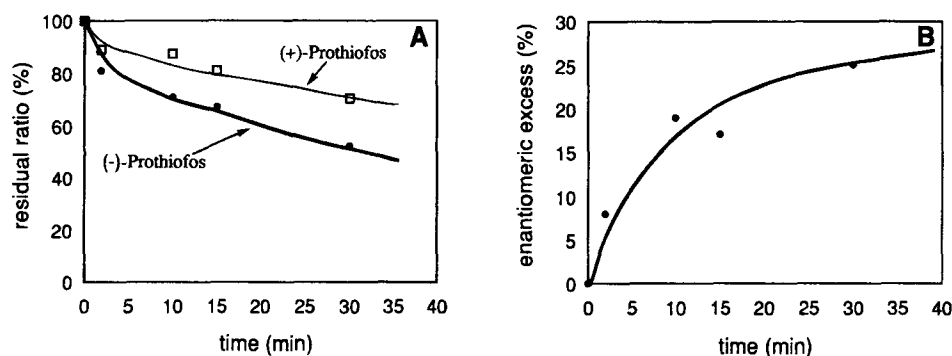 A
residual ratio (%)
100
80
60
40
20
0
(+)-Prothiofos
(-)-Prothiofos
0 5 10 15 20 25 30 35 40
time (min)
B
enantiomeric excess (%)
30
25
20
15
10
5
0
0 5 10 15 20 25 30 35 40
time (min)